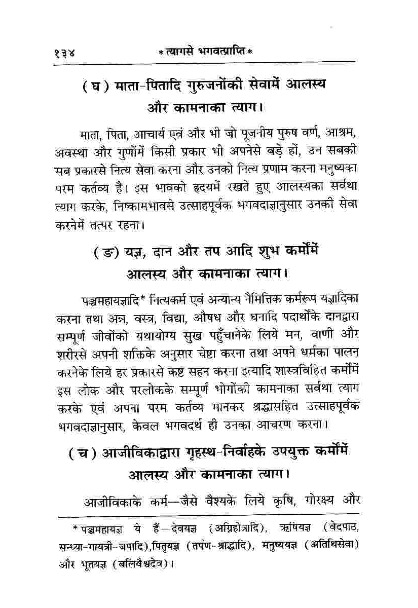 १३४ * त्यागसे भगवत्प्राप्ति *
( घ ) माता-पितादि गुरुजनोंकी सेवामें आलस्य
और कामनाका त्याग।
माता, पिता, आचार्य एवं और भी जो पूजनीय पुरुष वर्ण, आश्रम,
अवस्था और गुणोंमें किसी प्रकार भी अपनेसे बड़े हों, उन सबकी
सब प्रकारसे नित्य सेवा करना और उनको नित्य प्रणाम करना मनुष्यका
परम कर्तव्य है। इस भावको हृदयमें रखते हुए आलस्यका सर्वथा
त्याग करके, निष्कामभावसे उत्साहपूर्वक भगवदाज्ञानुसार उनकी सेवा
करनेमें तत्पर रहना।
( ङ ) यज्ञ, दान और तप आदि शुभ कर्मोंमें
आलस्य और कामनाका त्याग।
पञ्चमहायज्ञादि* नित्यकर्म एवं अन्यान्य नैमित्तिक कर्मरूप यज्ञादिका
करना तथा अन्न, वस्त्र, विद्या, औषध और धनादि पदार्थोंके दानद्वारा
सम्पूर्ण जीवोंको यथायोग्य सुख पहुँचानेके लिये मन, वाणी और
शरीरसे अपनी शक्तिके अनुसार चेष्टा करना तथा अपने धर्मका पालन
करनेके लिये हर प्रकारसे कष्ट सहन करना इत्यादि शास्त्रविहित कर्मोंमें
इस लोक और परलोकके सम्पूर्ण भोगोंकी कामनाका सर्वथा त्याग
करके एवं अपना परम कर्तव्य मानकर श्रद्धासहित उत्साहपूर्वक
भगवदाज्ञानुसार, केवल भगवदर्थ ही उनका आचरण करना।
( च ) आजीविकाद्वारा गृहस्थ-निर्वाहके उपयुक्त कर्मोंमें
आलस्य और कामनाका त्याग।
आजीविकाके कर्म—जैसे वैश्यके लिये कृषि, गोरक्ष्य और
* पञ्चमहायज्ञ ये हैं—देवयज्ञ (अग्निहोत्रादि), ऋषियज्ञ (वेदपाठ,
सन्ध्या-गायत्री-जपादि),पितृयज्ञ (तर्पण-श्राद्धादि), मनुष्ययज्ञ (अतिथिसेवा)
और भूतयज्ञ (बलिवैश्वदेव)।